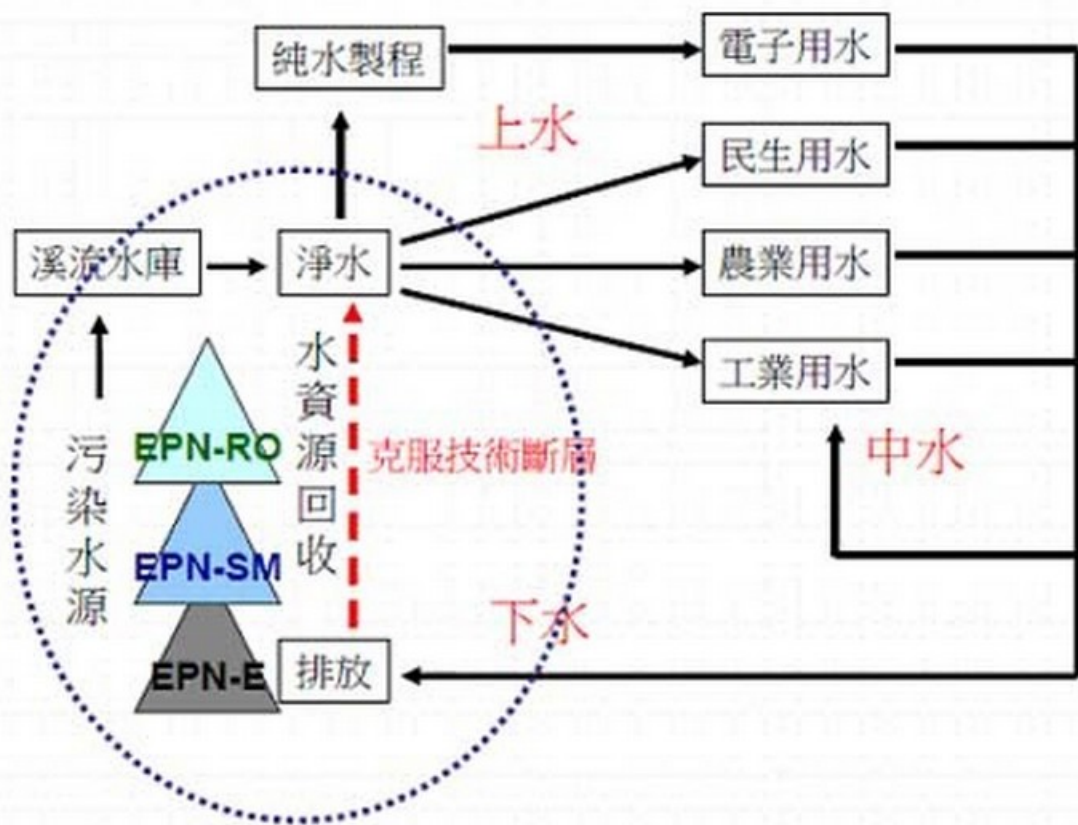 純水製程
電子用水
上水
民生用水
溪流水庫
淨水
農業用水
工業用水
水資源回收
克服技術斷層
中水
污染水源
EPN-RO
EPN-SM
EPN-E
下水
排放